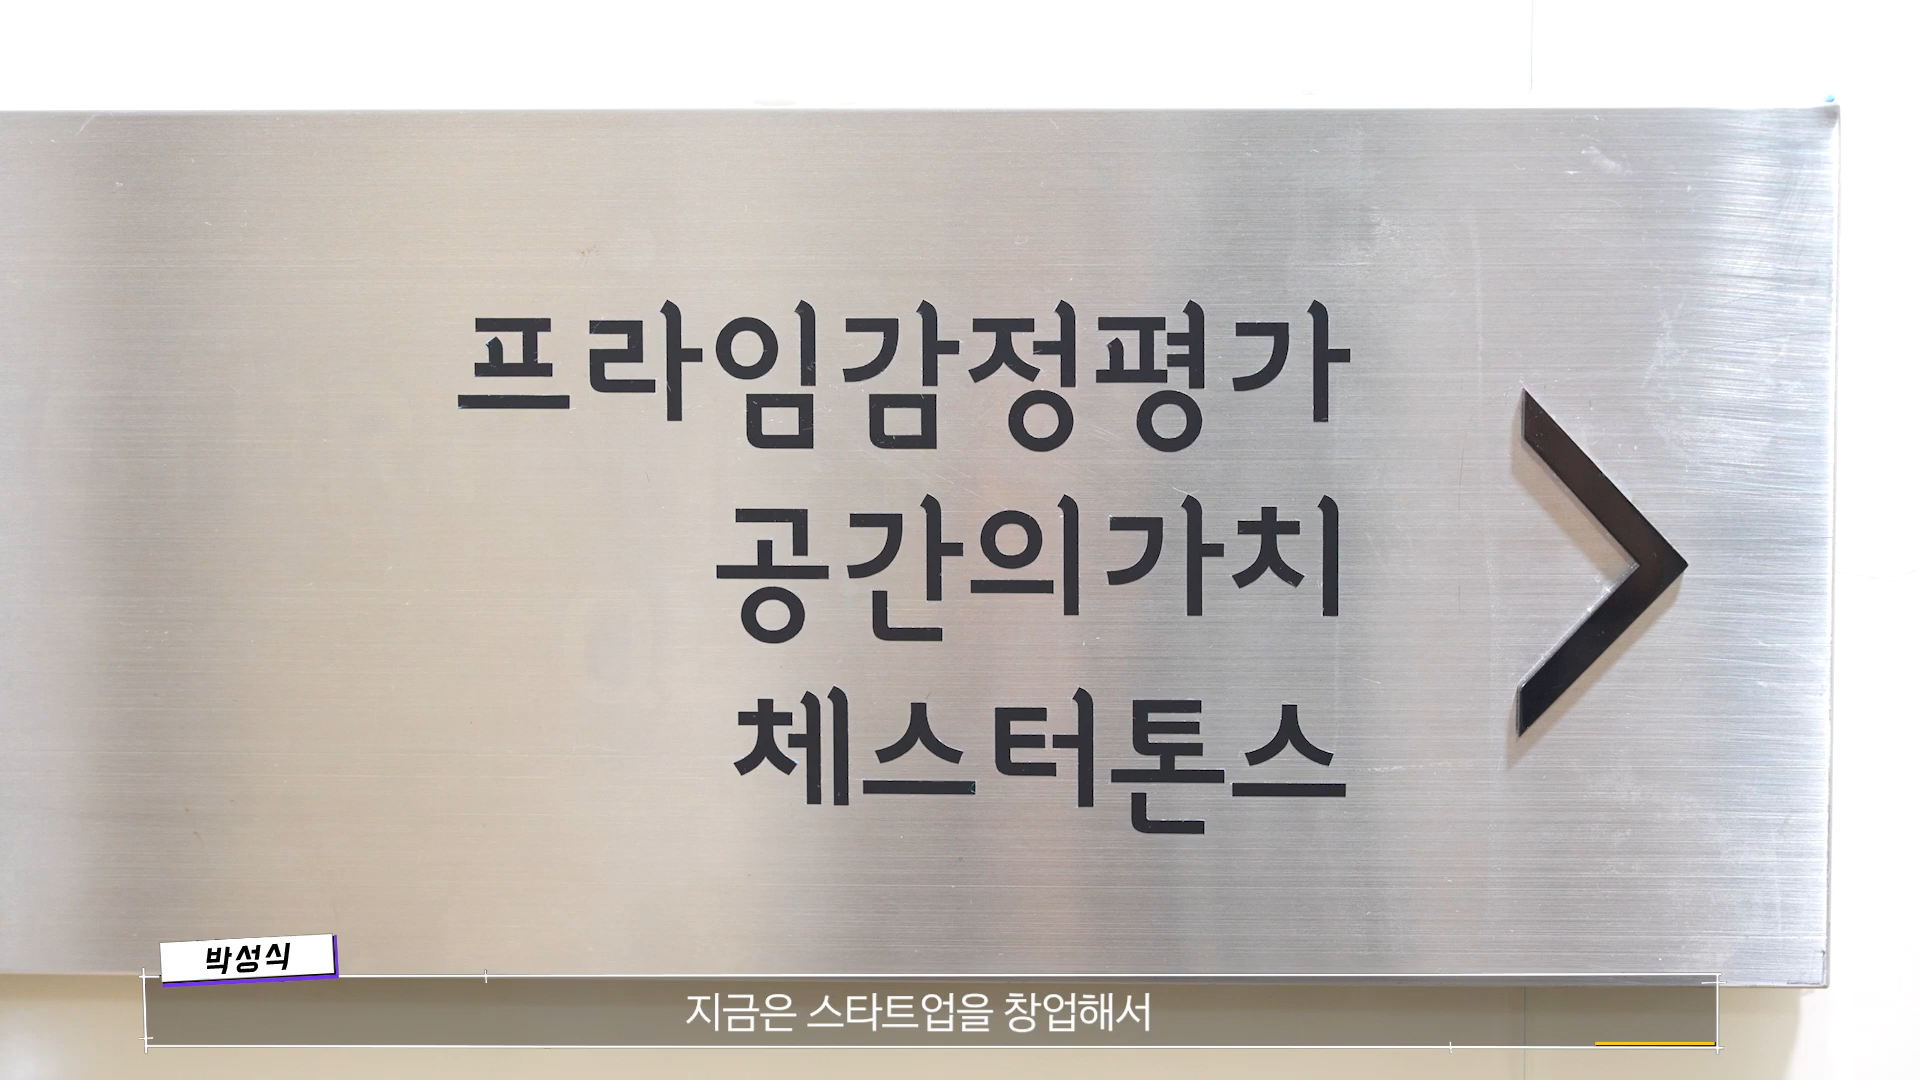 프라임감정평가
공간의가치
체스터톤스
박성식
지금은 스타트업을 창업해서